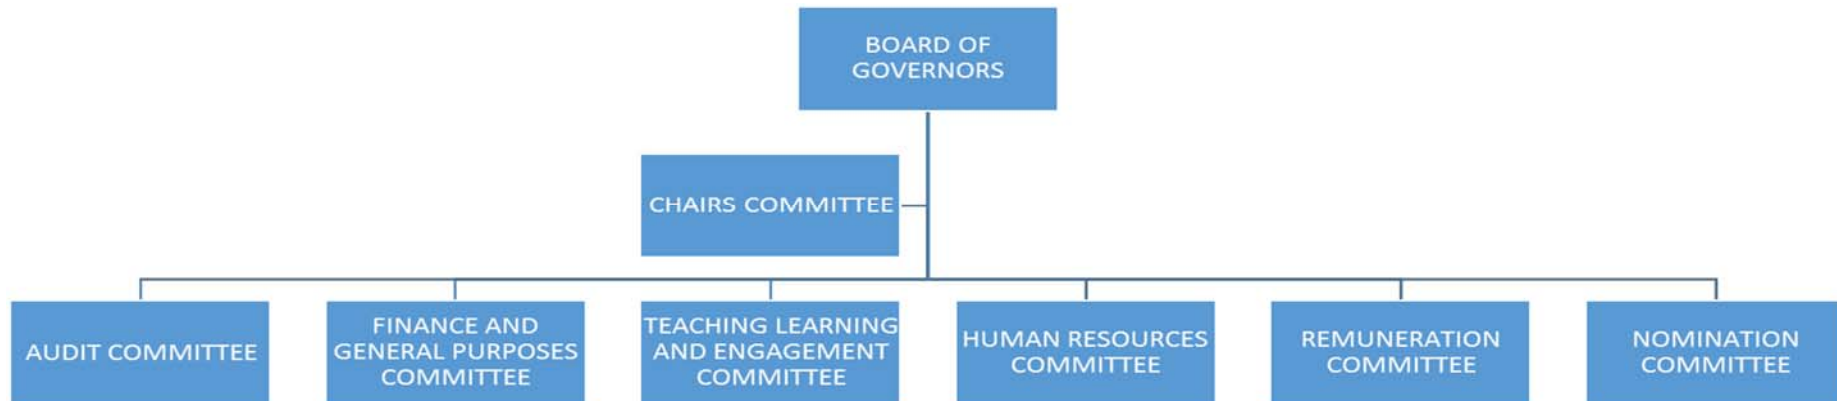 BOARD OF
GOVERNORS
CHAIRS COMMITTEE
AUDIT COMMITTEE
FINANCE AND
GENERAL PURPOSES
COMMITTEE
TEACHING LEARNING
AND ENGAGEMENT
COMMITTEE
HUMAN RESOURCES
COMMITTEE
REMUNERATION
COMMITTEE
NOMINATION
COMMITTEE